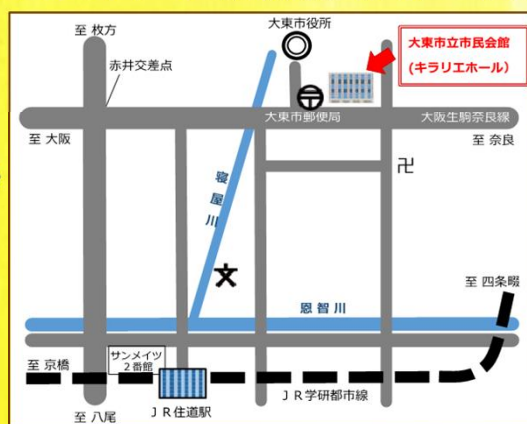 至 枚方
大東市役所
大東市立市民会館
(キラリエホール)
赤井交差点
大東市郵便局
大阪生駒奈良線
至 大阪
至 奈良
寝屋川
至 四条畷
恩智川
サンメイツ
2番館
至 京橋
JR学研都市線
JR住道駅
至 八尾